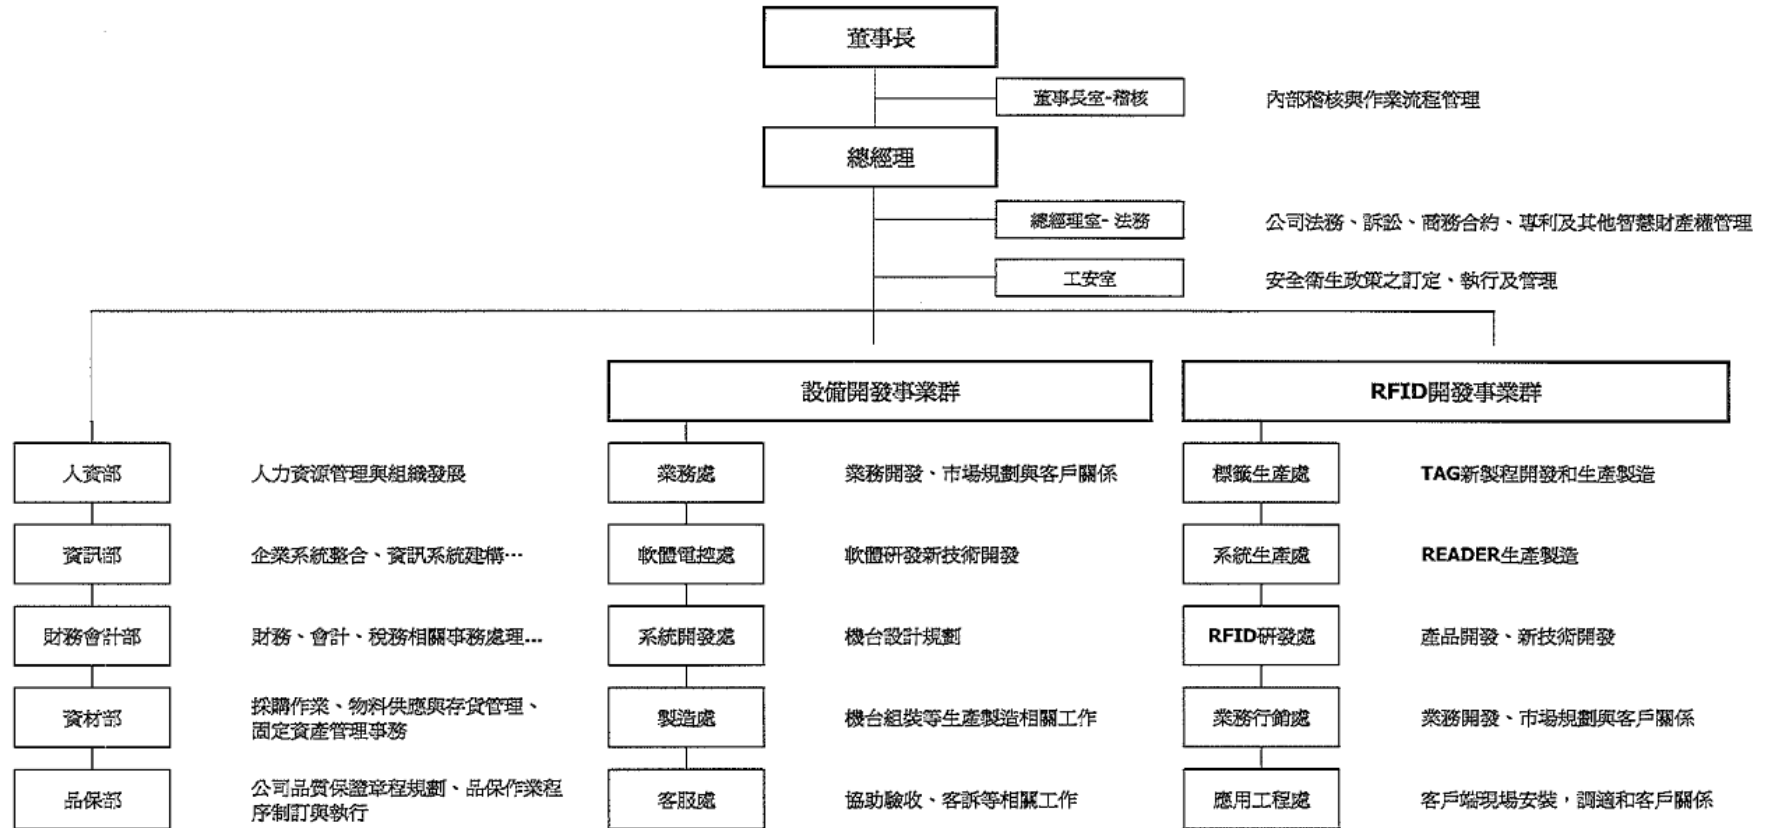 董事長
董事長室-稽核
內部稽核與作業流程管理
總經理
總經理室- 法務
公司法務、訴訟、商務合約、專利及其他智慧財產權管理
工安室
安全衛生政策之訂定、執行及管理
設備開發事業群
RFID開發事業群
人資部
人力資源管理與組織發展
業務處
業務開發、市場規劃與客戶關係
標籤生產處
TAG新製程開發和生產製造
資訊部
企業系統整合、資訊系統建構…
軟體電控處
軟體研發新技術開發
系統生產處
READER生產製造
財務會計部
財務、會計、稅務相關事務處理...
系統開發處
機台設計規劃
RFID研發處
產品開發、新技術開發
資材部
採購作業、物料供應與存貨管理、
固定資產管理事務
製造處
機台組裝等生產製造相關工作
業務行銷處
業務開發、市場規劃與客戶關係
品保部
公司品質保證章程規劃、品保作業程
序制訂與執行
客服處
協助驗收、客訴等相關工作
應用工程處
客戶端現場安裝，調適和客戶關係